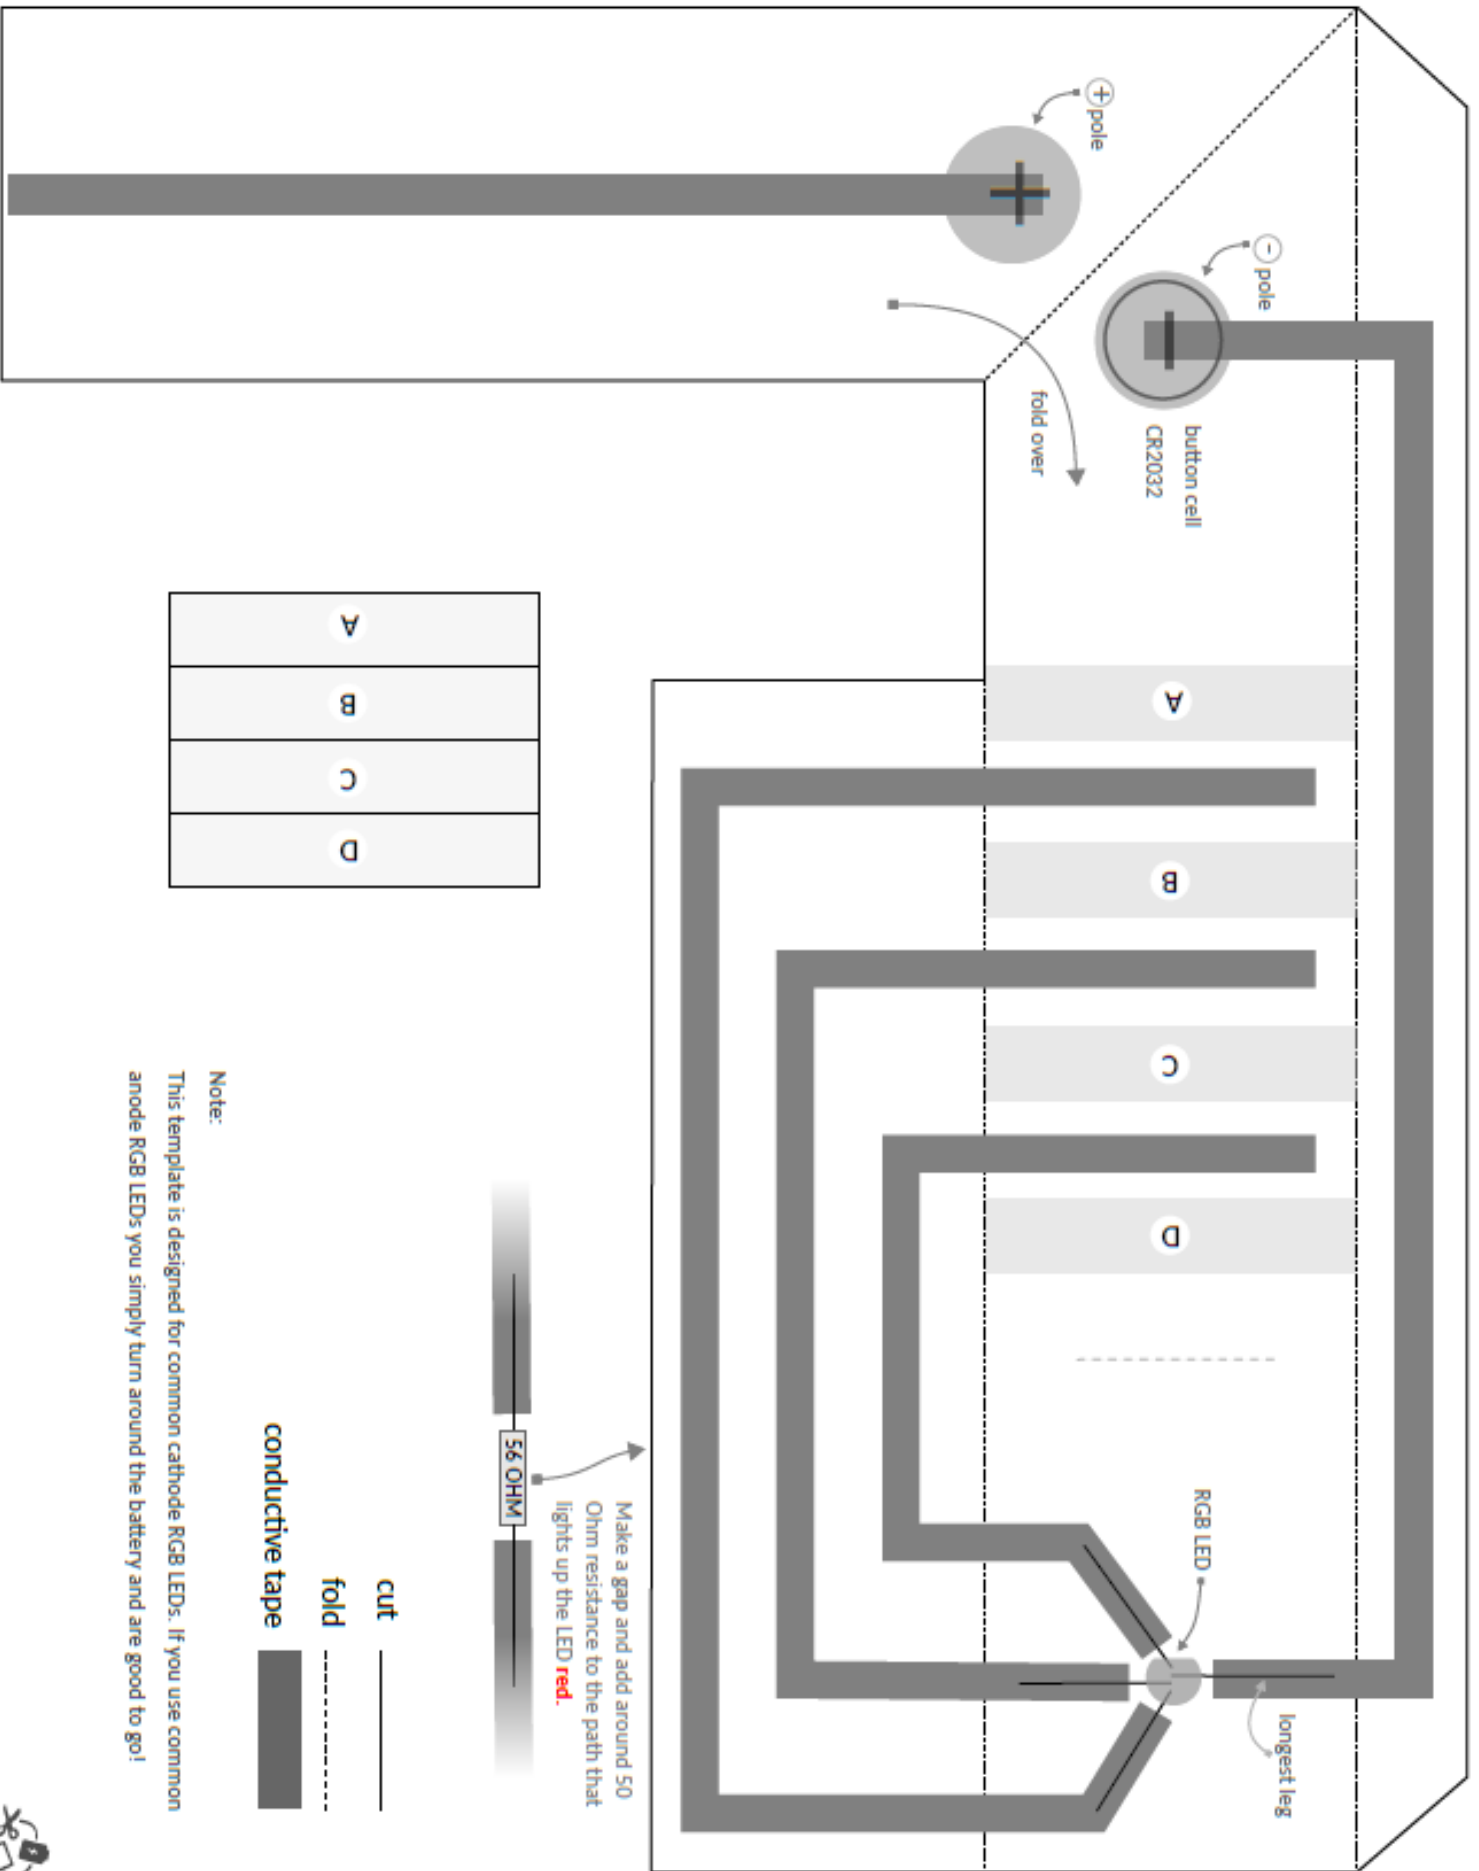 longest leg
- pole
RGB LED
button cell
CR2032
A
B
C
D
+ pole
fold over
Make a gap and add around 50
Ohm resistance to the path that
lights up the LED red.
56 OHM
cut
fold
conductive tape
A
B
C
D
Note:
This template is designed for common cathode RGB LEDs. If you use common
anode RGB LEDs you simply turn around the battery and are good to go!